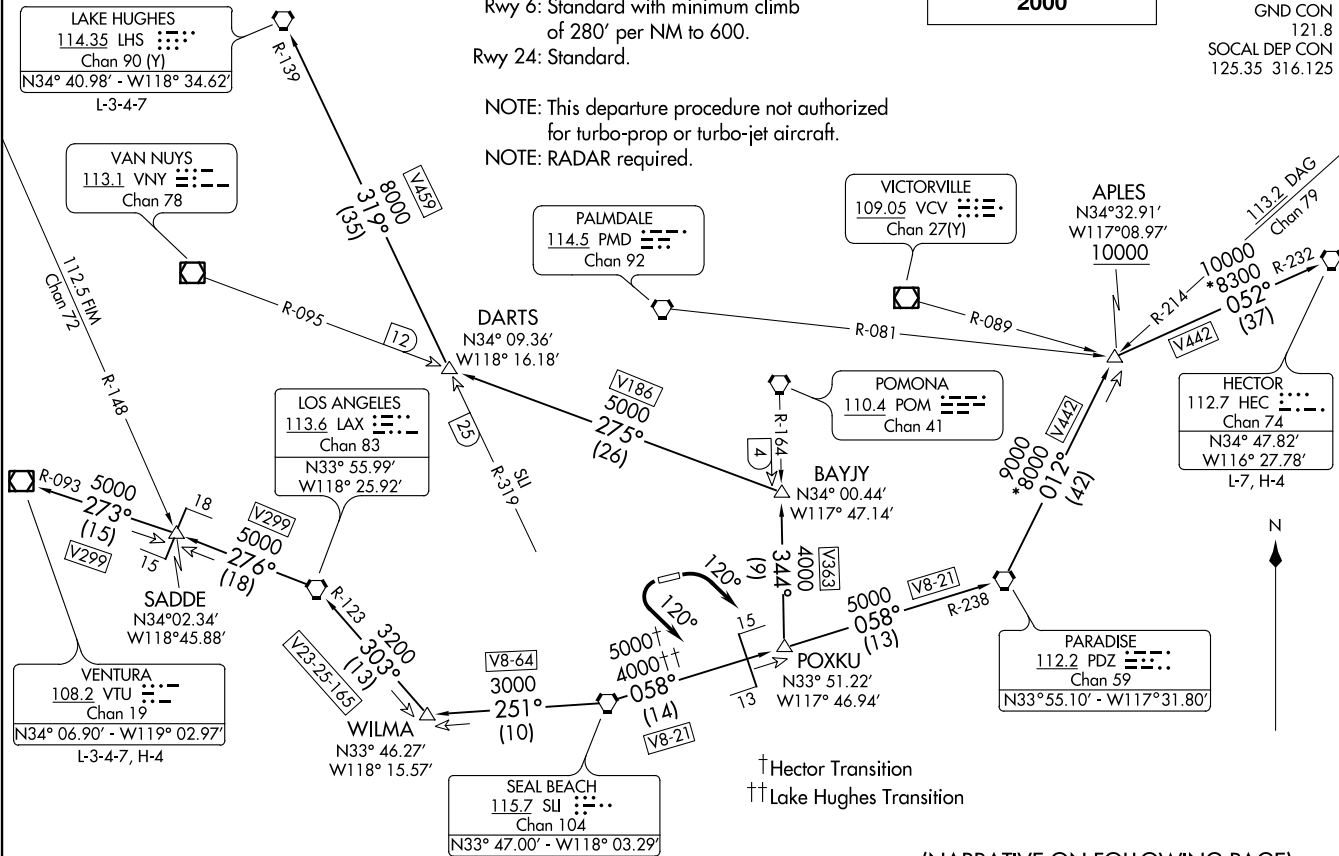 Rwy 6: Standard with minimum climb
of 280' per NM to 600.
Rwy 24: Standard.
NOTE: This departure procedure not authorized
for turbo-prop or turbo-jet aircraft.
NOTE: RADAR required.
2000
GND CON
121.8
SOCAL DEP CON
125.35 316.125
LAKE HUGHES
114.35 LHS
Chan 90 (Y)
N34° 40.98' - W118° 34.62'
L-3-4-7
R-139
VAN NUYS
113.1 VNY
Chan 78
V459
8000
319°
(35)
PALMDALE
114.5 PMD
Chan 92
VICTORVILLE
109.05 VCV
Chan 27(Y)
APLES
N34°32.91'
W117°08.97'
10000
113.2 DAG
Chan 79
R-214
10000
*8300
052°
(37)
R-232
V442
112.5 FIM
Chan 72
R-148
R-095
12
DARTS
N34° 09.36'
W118° 16.18'
R-081
R-089
HECTOR
112.7 HEC
Chan 74
N34° 47.82'
W116° 27.78'
L-7, H-4
LOS ANGELES
113.6 LAX
Chan 83
N33° 55.99'
W118° 25.92'
25
SLI
R-319
V186
5000
275°
(26)
POMONA
110.4 POM
Chan 41
R-164
4
BAYJY
N34° 00.44'
W117° 47.14'
V442
9000
*8000
012°
(42)
R-093
5000
273°
(15)
V299
18
15
V299
5000
276°
(18)
SADDE
N34°02.34'
W118°45.88'
R-123
3200
303°
(13)
V23-25-165
120°
120°
V363
4000
344°
(9)
V8-21
5000
058°
(13)
R-238
N
VENTURA
108.2 VTU
Chan 19
N34° 06.90' - W119° 02.97'
L-3-4-7, H-4
WILMA
N33° 46.27'
W118° 15.57'
V8-64
3000
251°
(10)
5000†
4000††
058°
(14)
V8-21
15
13
POXKU
N33° 51.22'
W117° 46.94'
PARADISE
112.2 PDZ
Chan 59
N33°55.10' - W117°31.80'
SEAL BEACH
115.7 SLI
Chan 104
N33° 47.00' - W118° 03.29'
†Hector Transition
††Lake Hughes Transition
(NARRATIVE ON FOLLOWING PAGE)